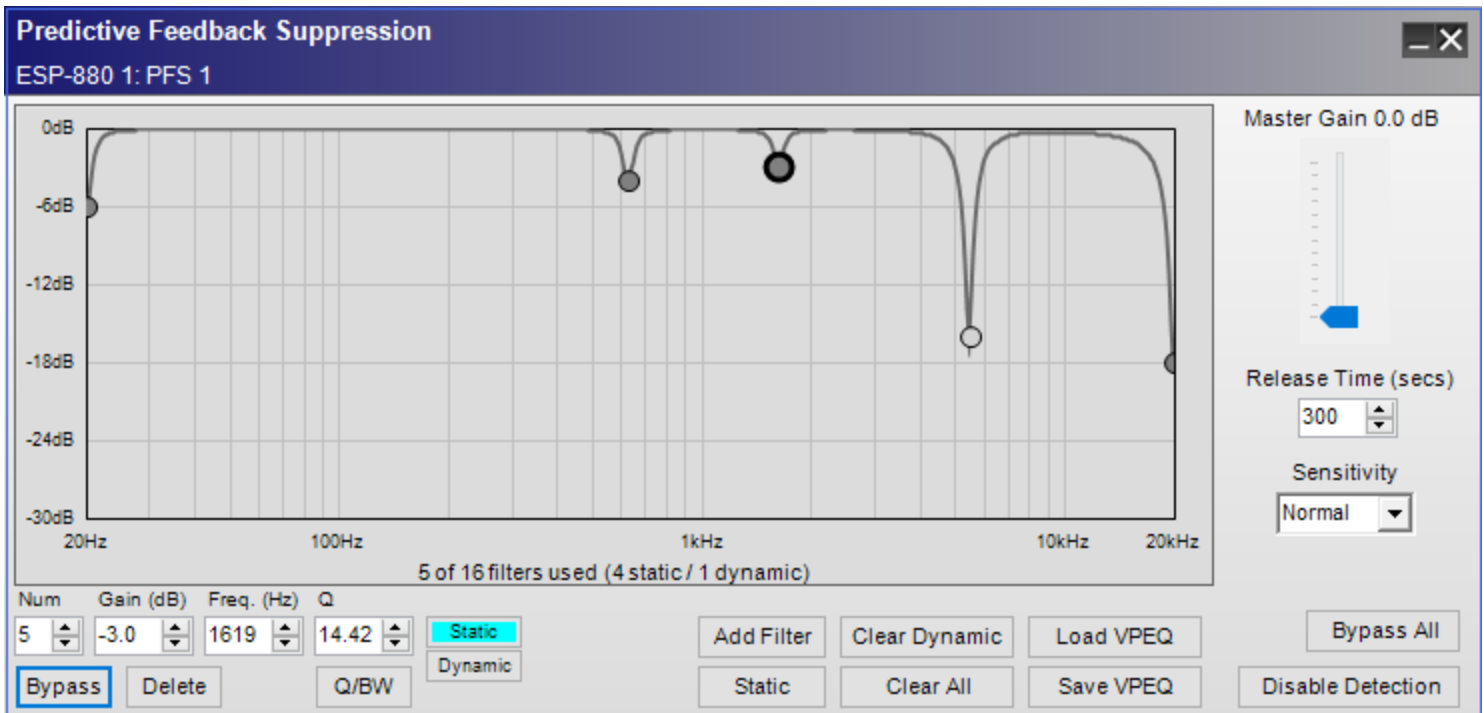 Predictive Feedback Suppression
ESP-880 1: PFS 1
Master Gain 0.0 dB
0dB
-6dB
-12dB
-18dB
-24dB
-30dB
20Hz 100Hz 1kHz 10kHz 20kHz
5 of 16 filters used (4 static / 1 dynamic)
Release Time (secs)
300
Sensitivity
Normal
Num Gain (dB) Freq. (Hz) Q
5 -3.0 1619 14.42 Static
Dynamic
Add Filter Clear Dynamic Load VPEQ Bypass All
Bypass Delete Q/BW Static Clear All Save VPEQ Disable Detection